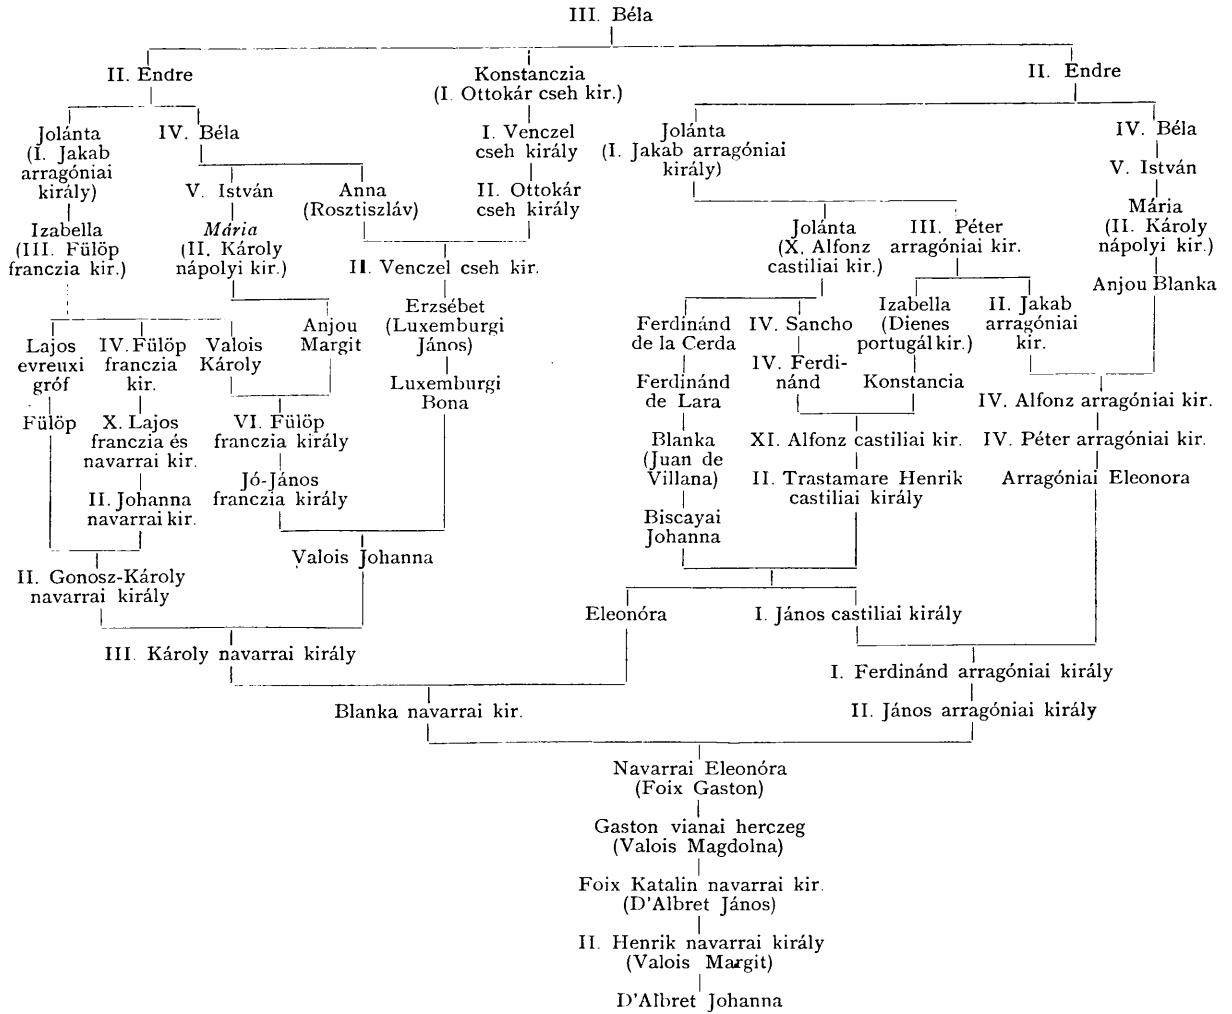 III. Béla
II. Endre
Konstanczia
(I. Ottokár cseh kir.)
II. Endre
Jolánta
(I. Jakab
arragóniai
király)
IV. Béla
I. Venczel
cseh király
Jolánta
(I. Jakab arragóniai
király)
IV. Béla
V. István
V. István
Anna
(Rosztiszláv)
II. Ottokár
cseh király
Izabella
(III. Fülöp
franczia kir.)
Mária
(II. Károly
nápolyi kir.)
Jolánta
(X. Alfonz
castiliai kir.)
III. Péter
arragóniai kir.
Mária
(II. Károly
nápolyi kir.)
II. Venczel cseh kir.
Anjou Blanka
Erzsébet
(Luxemburgi
János)
Izabella
(Dienes
portugál kir.)
II. Jakab
arragóniai
kir.
Lajos
evreuxi
gróf
IV. Fülöp
franczia
kir.
Valois
Károly
Anjou
Margit
Ferdinánd
de la Cerda
IV. Sancho
IV. Ferdi-
nánd
Luxemburgi
Bona
Ferdinánd
de Lara
Konstancia
IV. Alfonz arragóniai kir.
Fülöp
X. Lajos
franczia és
navarrai kir.
VI. Fülöp
franczia király
Blanka
(Juan de
Villana)
XI. Alfonz castiliai kir.
IV. Péter arragóniai kir.
II. Johanna
navarrai kir.
Jó-János
franczia király
II. Trastamare Henrik
castiliai király
Arragóniai Eleonora
Biscayai
Johanna
Valois Johanna
II. Gonosz-Károly
navarrai király
Eleonóra
I. János castiliai király
III. Károly navarrai király
I. Ferdinánd arragóniai király
Blanka navarrai kir.
II. János arragóniai király
Navarrai Eleonóra
(Foix Gaston)
Gaston vianai herczeg
(Valois Magdolna)
Foix Katalin navarrai kir.
(D'Albret János)
II. Henrik navarrai király
(Valois Margit)
D'Albret Johanna